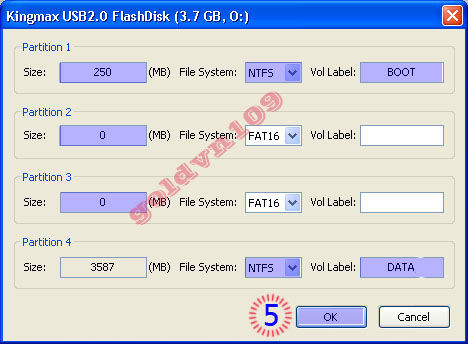 Kingmax USB2.0 FlashDisk (3.7 GB, O:)
Partition 1
Size: 250 (MB) File System: NTFS Vol Label: BOOT
Partition 2
Size: 0 (MB) File System: FAT16 Vol Label:
Partition 3
Size: 0 (MB) File System: FAT16 Vol Label:
Partition 4
Size: 3587 (MB) File System: NTFS Vol Label: DATA
5 OK Cancel
goldvn109